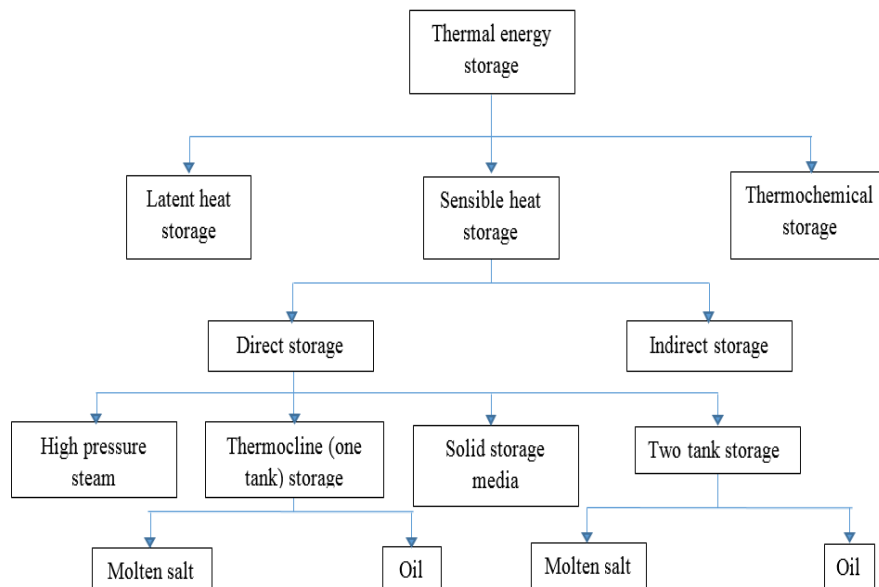 Thermal energy
storage
Latent heat
storage
Sensible heat
storage
Thermochemical
storage
Direct storage
Indirect storage
High pressure
steam
Thermocline (one
tank) storage
Solid storage
media
Two tank storage
Molten salt
Oil
Molten salt
Oil